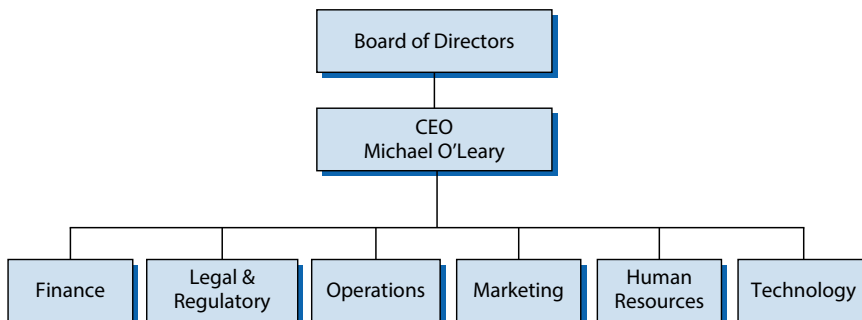 Board of Directors
CEO
Michael O’Leary
Finance
Legal &
Regulatory
Operations
Marketing
Human
Resources
Technology